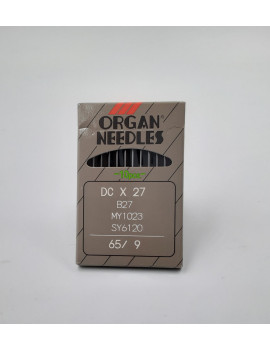 ORGAN®
NEEDLES
DC X 27
B27
MY1023
SY6120
65/ 9